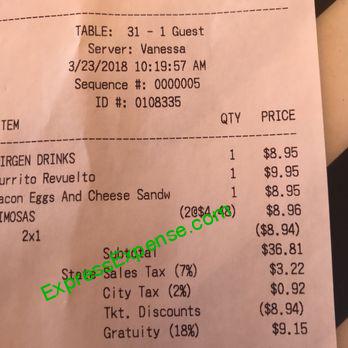 TABLE: 31 - 1 Guest
Server: Vanessa
3/23/2018 10:19:57 AM
Sequence #: 0000005
ID #: 0108335
TEM QTY PRICE
IRGEN DRINKS 1 $8.95
urrito Revuelto 1 $9.95
acon Eggs And Cheese Sandw 1 $8.95
IMOSAS (2@$4.48) $8.96
2x1 ($8.94)
Subtotal $36.81
State Sales Tax (7%) $3.22
City Tax (2%) $0.92
Tkt. Discounts ($8.94)
Gratuity (18%) $9.15
ExpressExpense.com